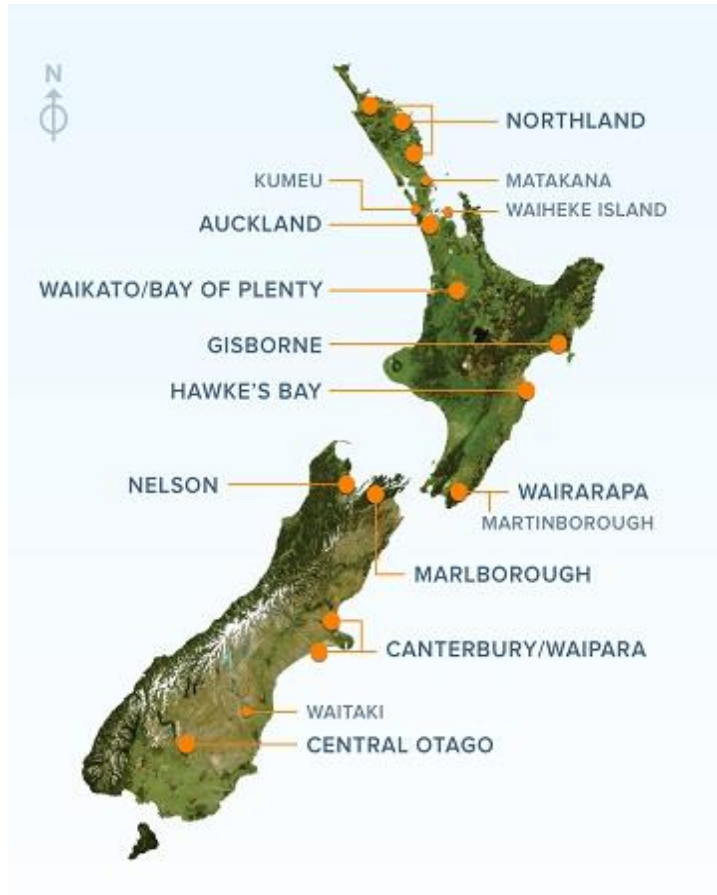 N
NORTHLAND
KUMEU
MATAKANA
WAIHEKE ISLAND
AUCKLAND
WAIKATO/BAY OF PLENTY
GISBORNE
HAWKE'S BAY
NELSON
WAIRARAPA
MARTINBOROUGH
MARLBOROUGH
CANTERBURY/WAIPARA
WAITAKI
CENTRAL OTAGO